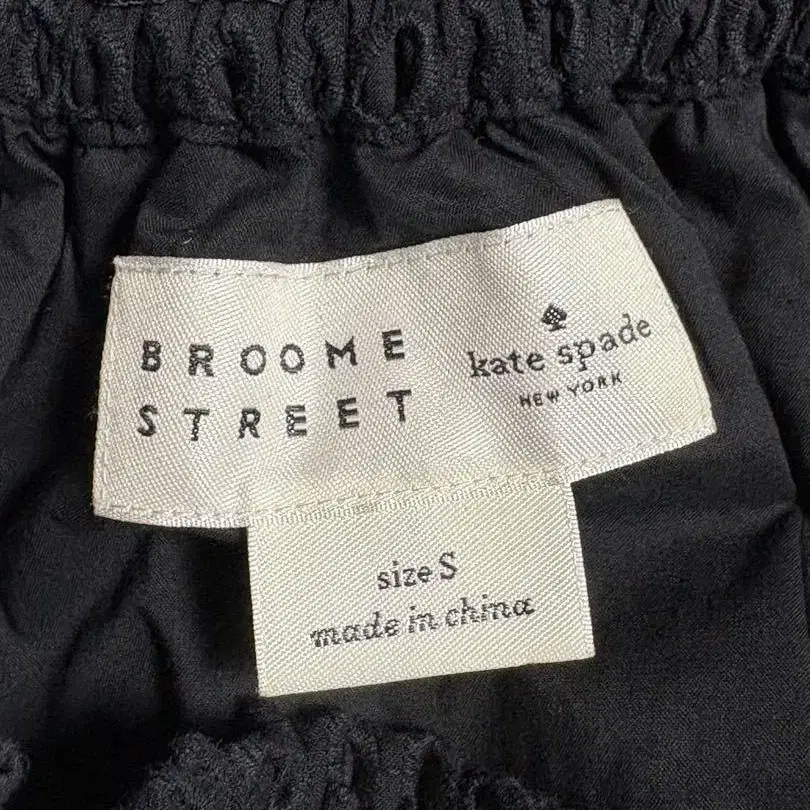 BROOME
STREET
kate spade
NEW YORK
size S
made in china